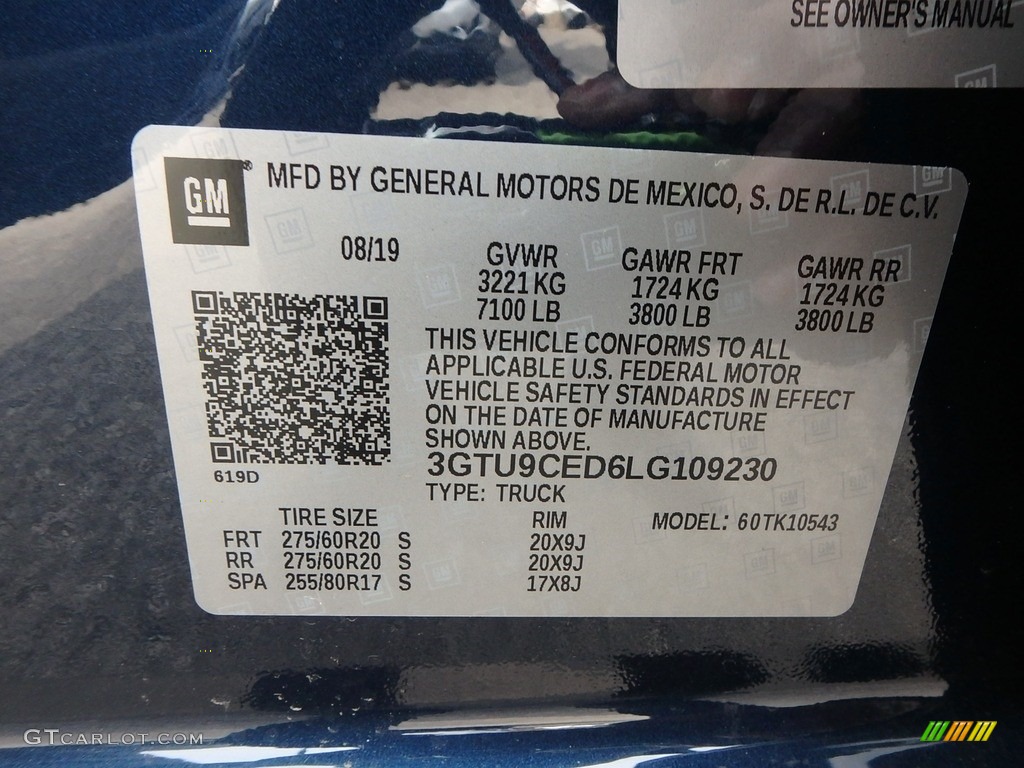 SEE OWNER'S MANUAL
GM ® MFD BY GENERAL MOTORS DE MEXICO, S. DE R.L. DE C.V.
08/19 GVWR GAWR FRT GAWR RR
3221 KG 1724 KG 1724 KG
7100 LB 3800 LB 3800 LB
THIS VEHICLE CONFORMS TO ALL
APPLICABLE U.S. FEDERAL MOTOR
VEHICLE SAFETY STANDARDS IN EFFECT
ON THE DATE OF MANUFACTURE
SHOWN ABOVE.
3GTU9CED6LG109230
619D
TYPE: TRUCK
TIRE SIZE RIM MODEL: 60TK10543
FRT 275/60R20 S 20X9J
RR 275/60R20 S 20X9J
SPA 255/80R17 S 17X8J
GTCARLOT.COM